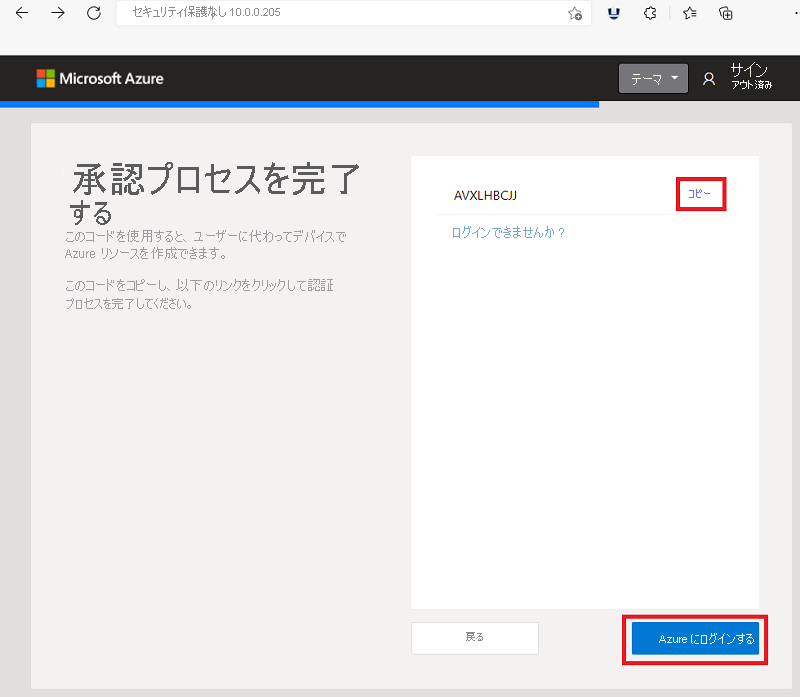 セキュリティ保護なし 10.0.0.205
Microsoft Azure
テーマ
サイン
アウト済み
承認プロセスを完了
する
このコードを使用すると、ユーザーに代わってデバイスで
Azure リソースを作成できます。
このコードをコピーし、以下のリンクをクリックして認証
プロセスを完了してください。
AVXLHBCJJ
コピー
ログインできませんか？
戻る
Azure にログインする